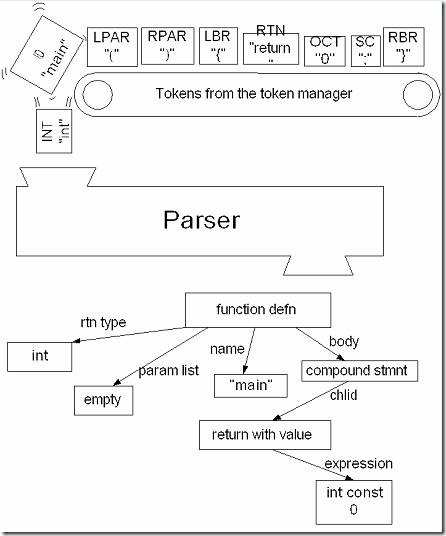 ID
"main"
LPAR
"("
RPAR
")"
LBR
"{"
RTN
"return
"
OCT
"0"
SC
";"
RBR
"}"
Tokens from the token manager
INT
"int"
Parser
function defn
rtn type
param list
name
body
int
empty
"main"
compound stmnt
chlid
return with value
expression
int const
0